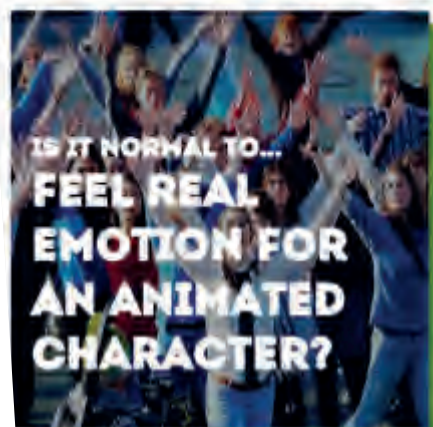 IS IT NORMAL TO...
FEEL REAL
EMOTION FOR
AN ANIMATED
CHARACTER?